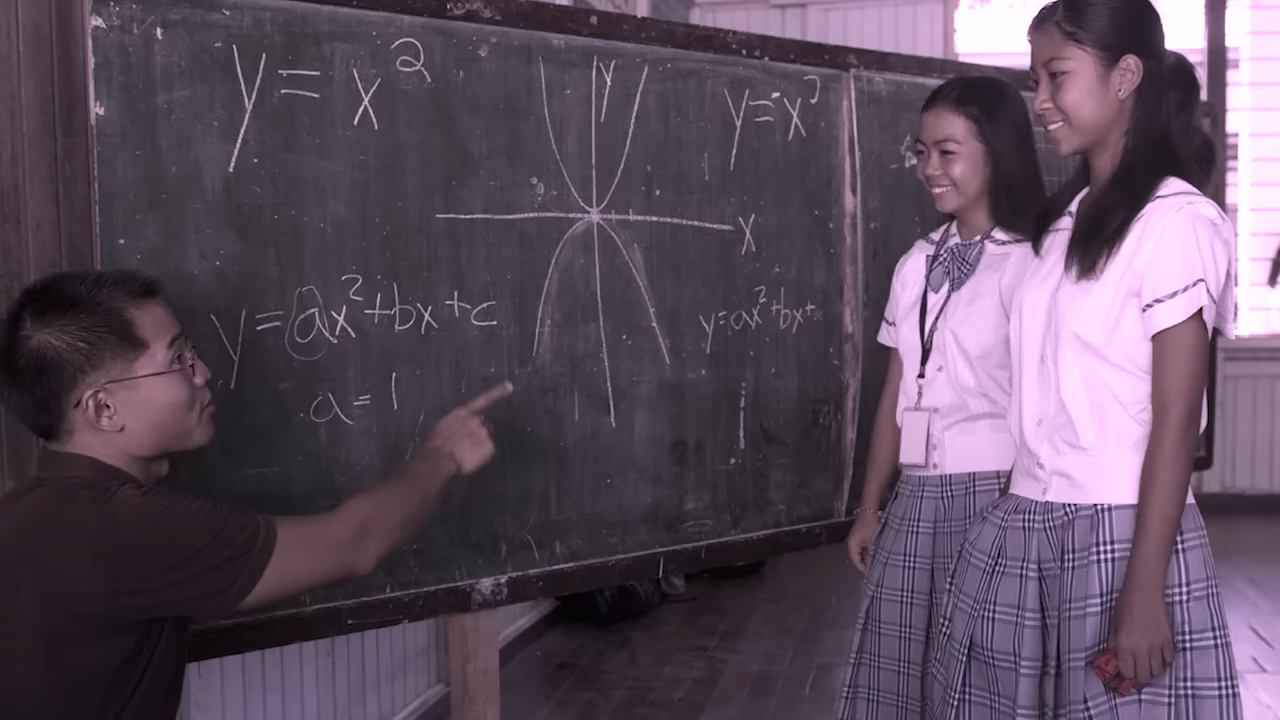 y = x²
y
y = -x²
x
y = ax² + bx + c
y = ax² + bx +
a = 1